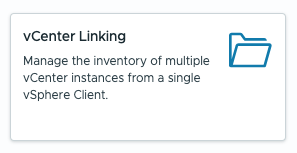 vCenter Linking
Manage the inventory of multiple
vCenter instances from a single
vSphere Client.